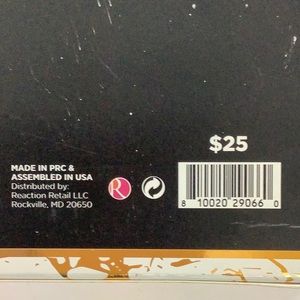 $25
MADE IN PRC &
ASSEMBLED IN USA
Distributed by:
Reaction Retail LLC
Rockville, MD 20650
R
8 10020 29066 0